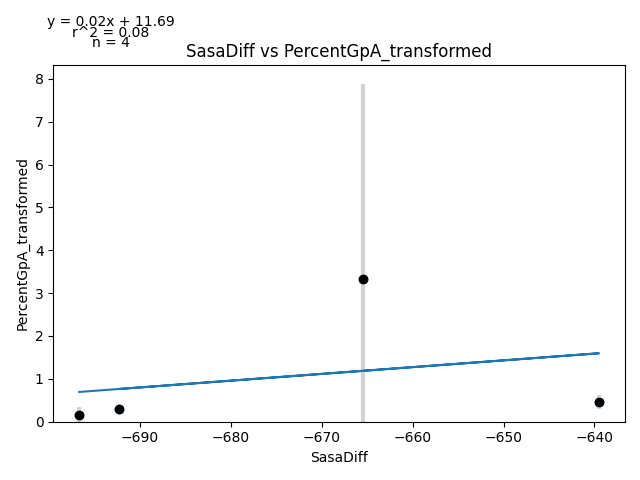 y = 0.02x + 11.69
r^2 = 0.08
n = 4
SasaDiff vs PercentGpA_transformed
8
7
6
5
4
3
2
1
0
PercentGpA_transformed
−690
−680
−670
−660
−650
−640
SasaDiff